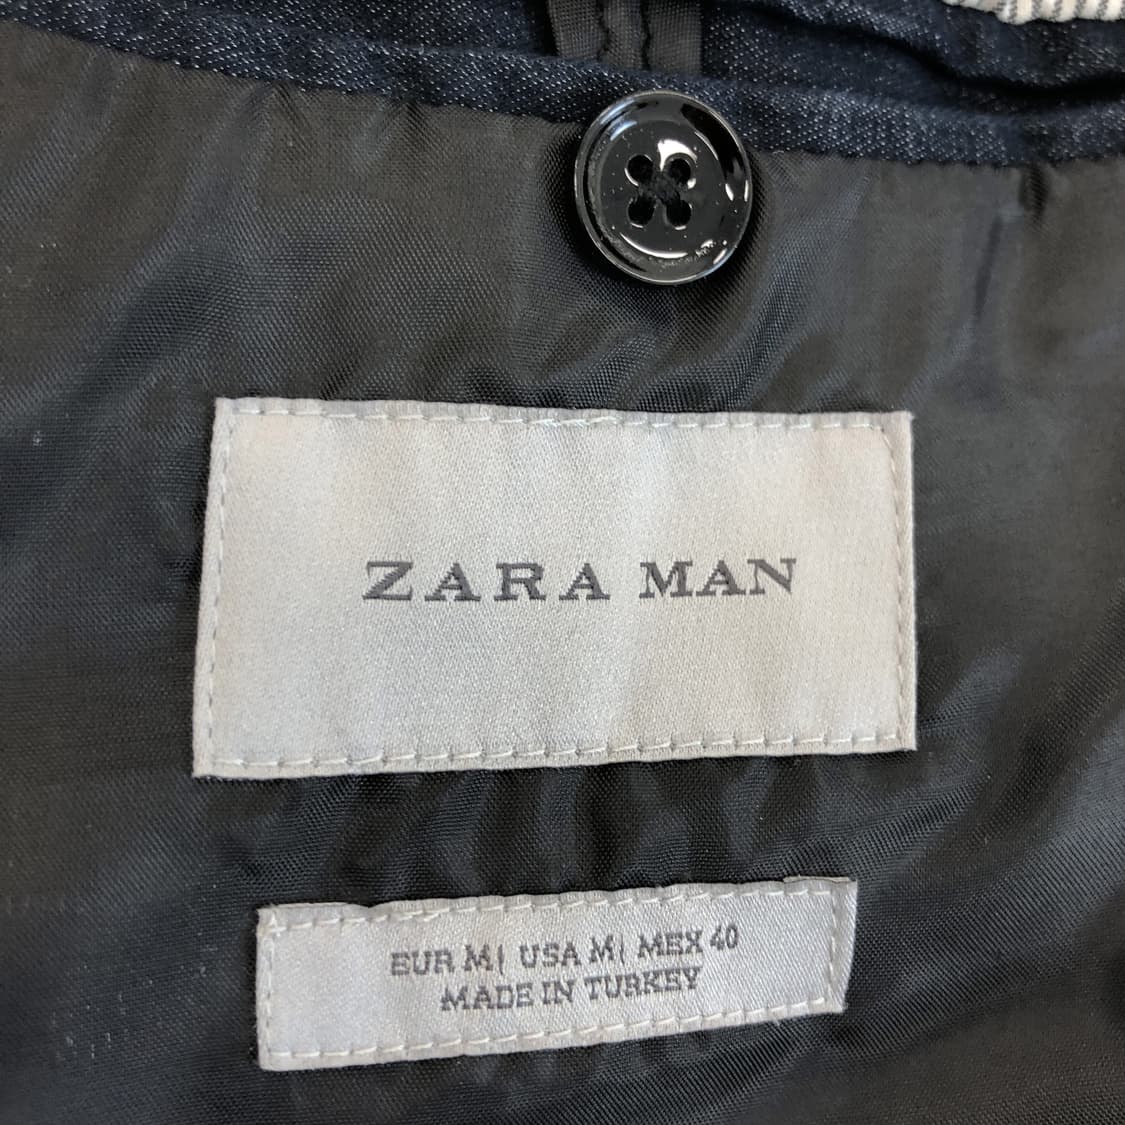 ZARA MAN
EUR M| USA M| MEX 40
MADE IN TURKEY